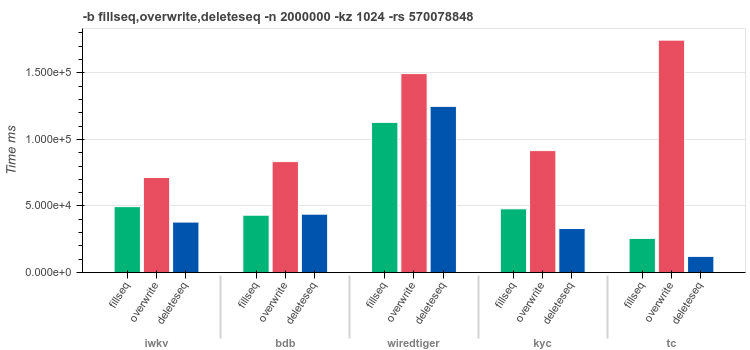 -b fillseq,overwrite,deleteseq -n 2000000 -kz 1024 -rs 570078848
Time ms
1.500e+5
1.000e+5
5.000e+4
0.000e+0
fillseq overwrite deleteseq fillseq overwrite deleteseq fillseq overwrite deleteseq fillseq overwrite deleteseq fillseq overwrite deleteseq
iwkv bdb wiredtiger kyc tc